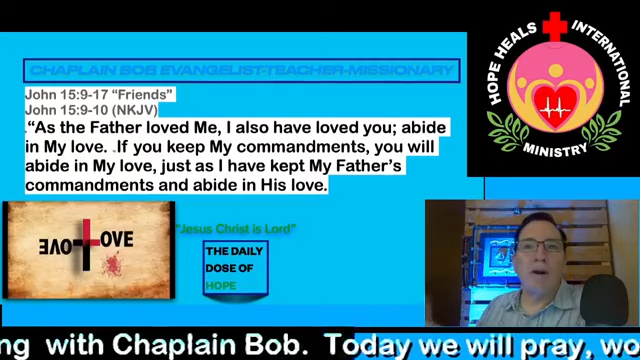 CHAPLAIN BOB EVANGELIST-TEACHER-MISSIONARY
HOPE HEALS INTERNATIONAL
MINISTRY
John 15:9-17 “Friends”
John 15:9-10 (NKJV)
“As the Father loved Me, I also have loved you; abide
in My love. If you keep My commandments, you will
abide in My love, just as I have kept My Father’s
commandments and abide in His love.
"Jesus Christ is Lord"
LOVE
OVE
THE DAILY
DOSE OF
HOPE
ng with Chaplain Bob. Today we will pray, wo